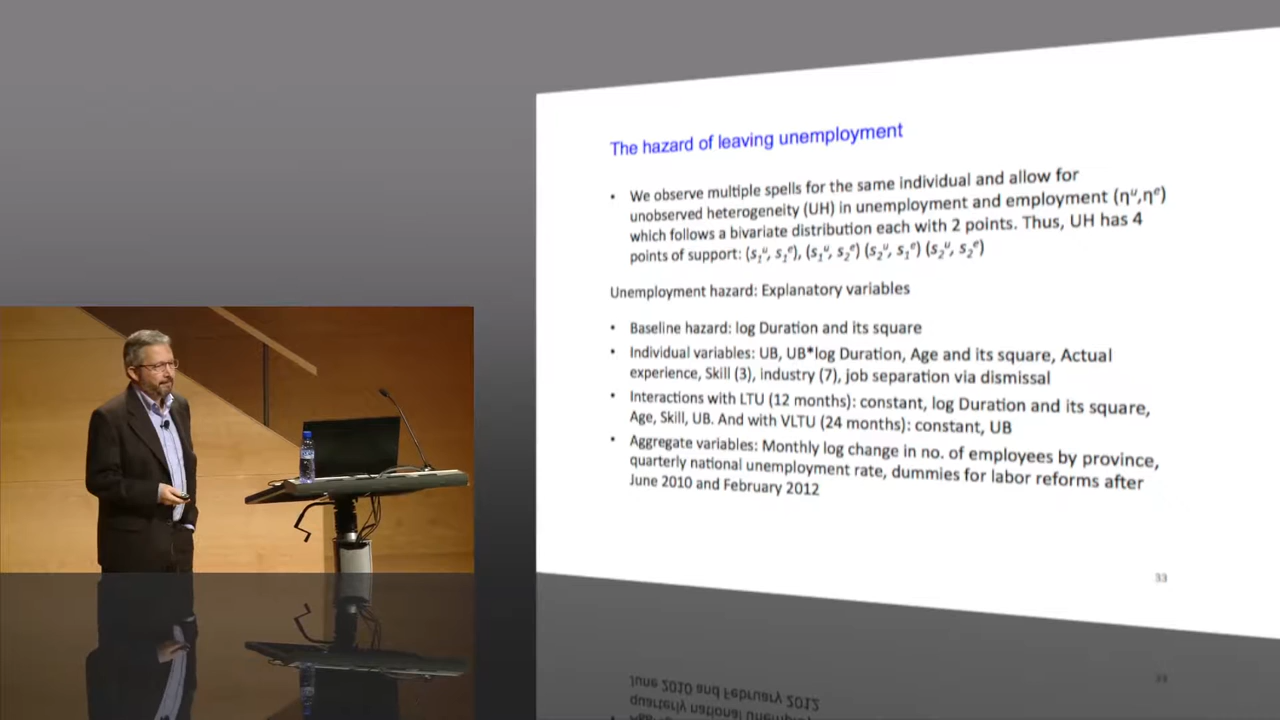 The hazard of leaving unemployment
• We observe multiple spells for the same individual and allow for
unobserved heterogeneity (UH) in unemployment and employment (ηᵘ,ηᵉ)
which follows a bivariate distribution each with 2 points. Thus, UH has 4
points of support: (s₁ᵘ, s₁ᵉ), (s₁ᵘ, s₂ᵉ) (s₂ᵘ, s₁ᵉ) (s₂ᵘ, s₂ᵉ)
Unemployment hazard: Explanatory variables
• Baseline hazard: log Duration and its square
• Individual variables: UB, UB*log Duration, Age and its square, Actual
experience, Skill (3), industry (7), job separation via dismissal
• Interactions with LTU (12 months): constant, log Duration and its square,
Age, Skill, UB. And with VLTU (24 months): constant, UB
• Aggregate variables: Monthly log change in no. of employees by province,
quarterly national unemployment rate, dummies for labor reforms after
June 2010 and February 2012
33